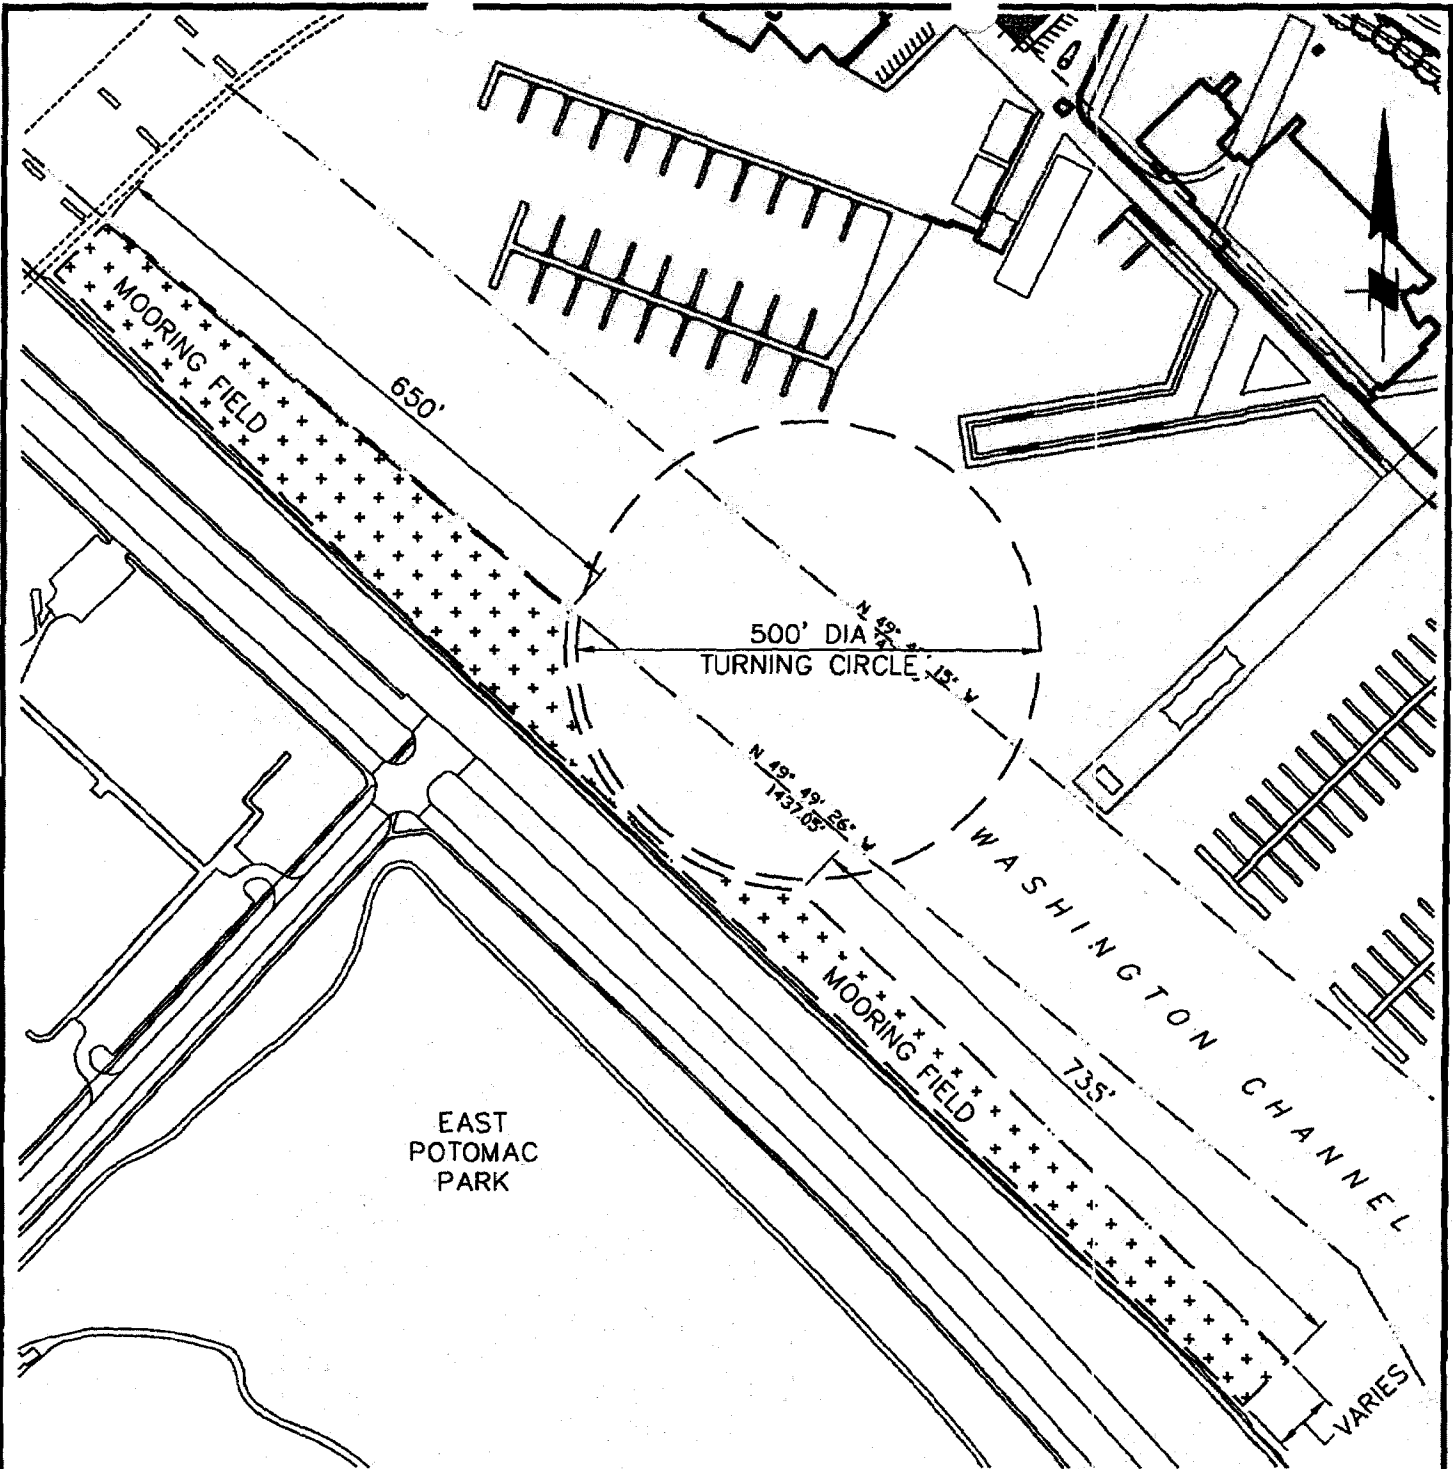 MOORING FIELD
650'
500' DIA
TURNING CIRCLE
N 49° 49' 26" W
1437.05'
WASHINGTON CHANNEL
MOORING FIELD
735'
EAST
POTOMAC
PARK
VARIES